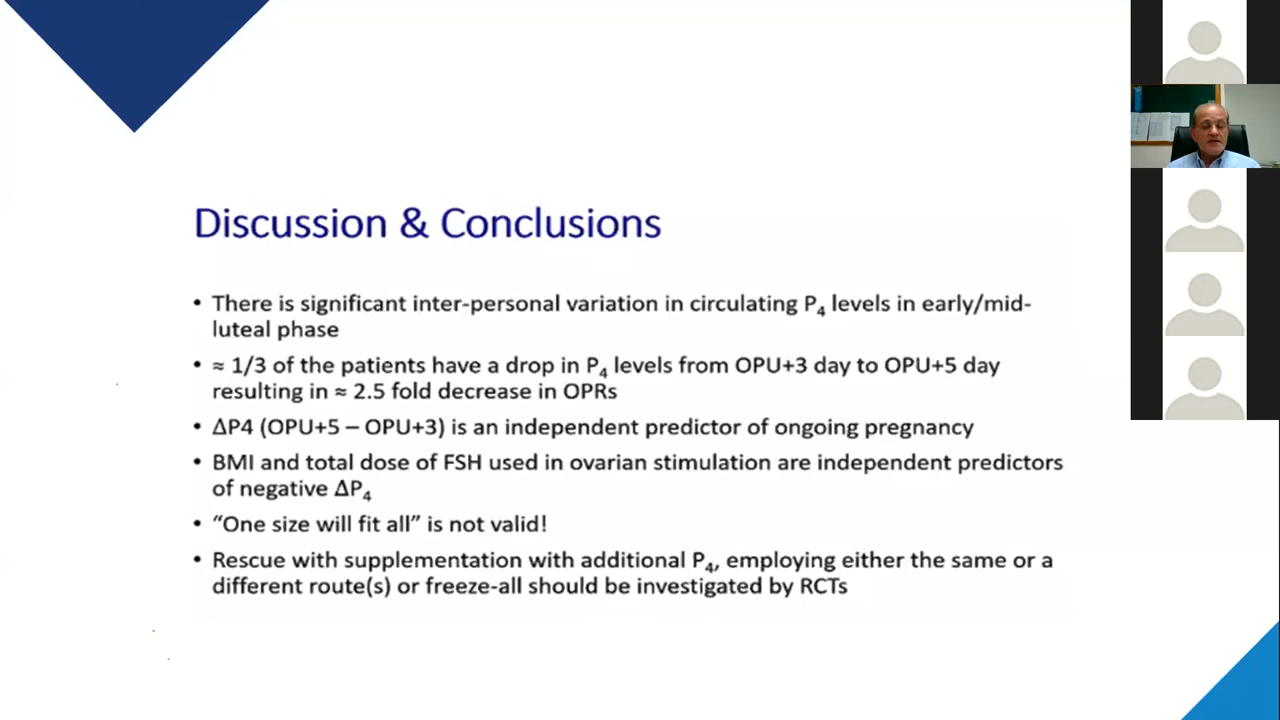 Discussion & Conclusions
• There is significant inter-personal variation in circulating P₄ levels in early/mid-
luteal phase
• ≈ 1/3 of the patients have a drop in P₄ levels from OPU+3 day to OPU+5 day
resulting in ≈ 2.5 fold decrease in OPRs
• ΔP4 (OPU+5 – OPU+3) is an independent predictor of ongoing pregnancy
• BMI and total dose of FSH used in ovarian stimulation are independent predictors
of negative ΔP₄
• “One size will fit all” is not valid!
• Rescue with supplementation with additional P₄, employing either the same or a
different route(s) or freeze-all should be investigated by RCTs